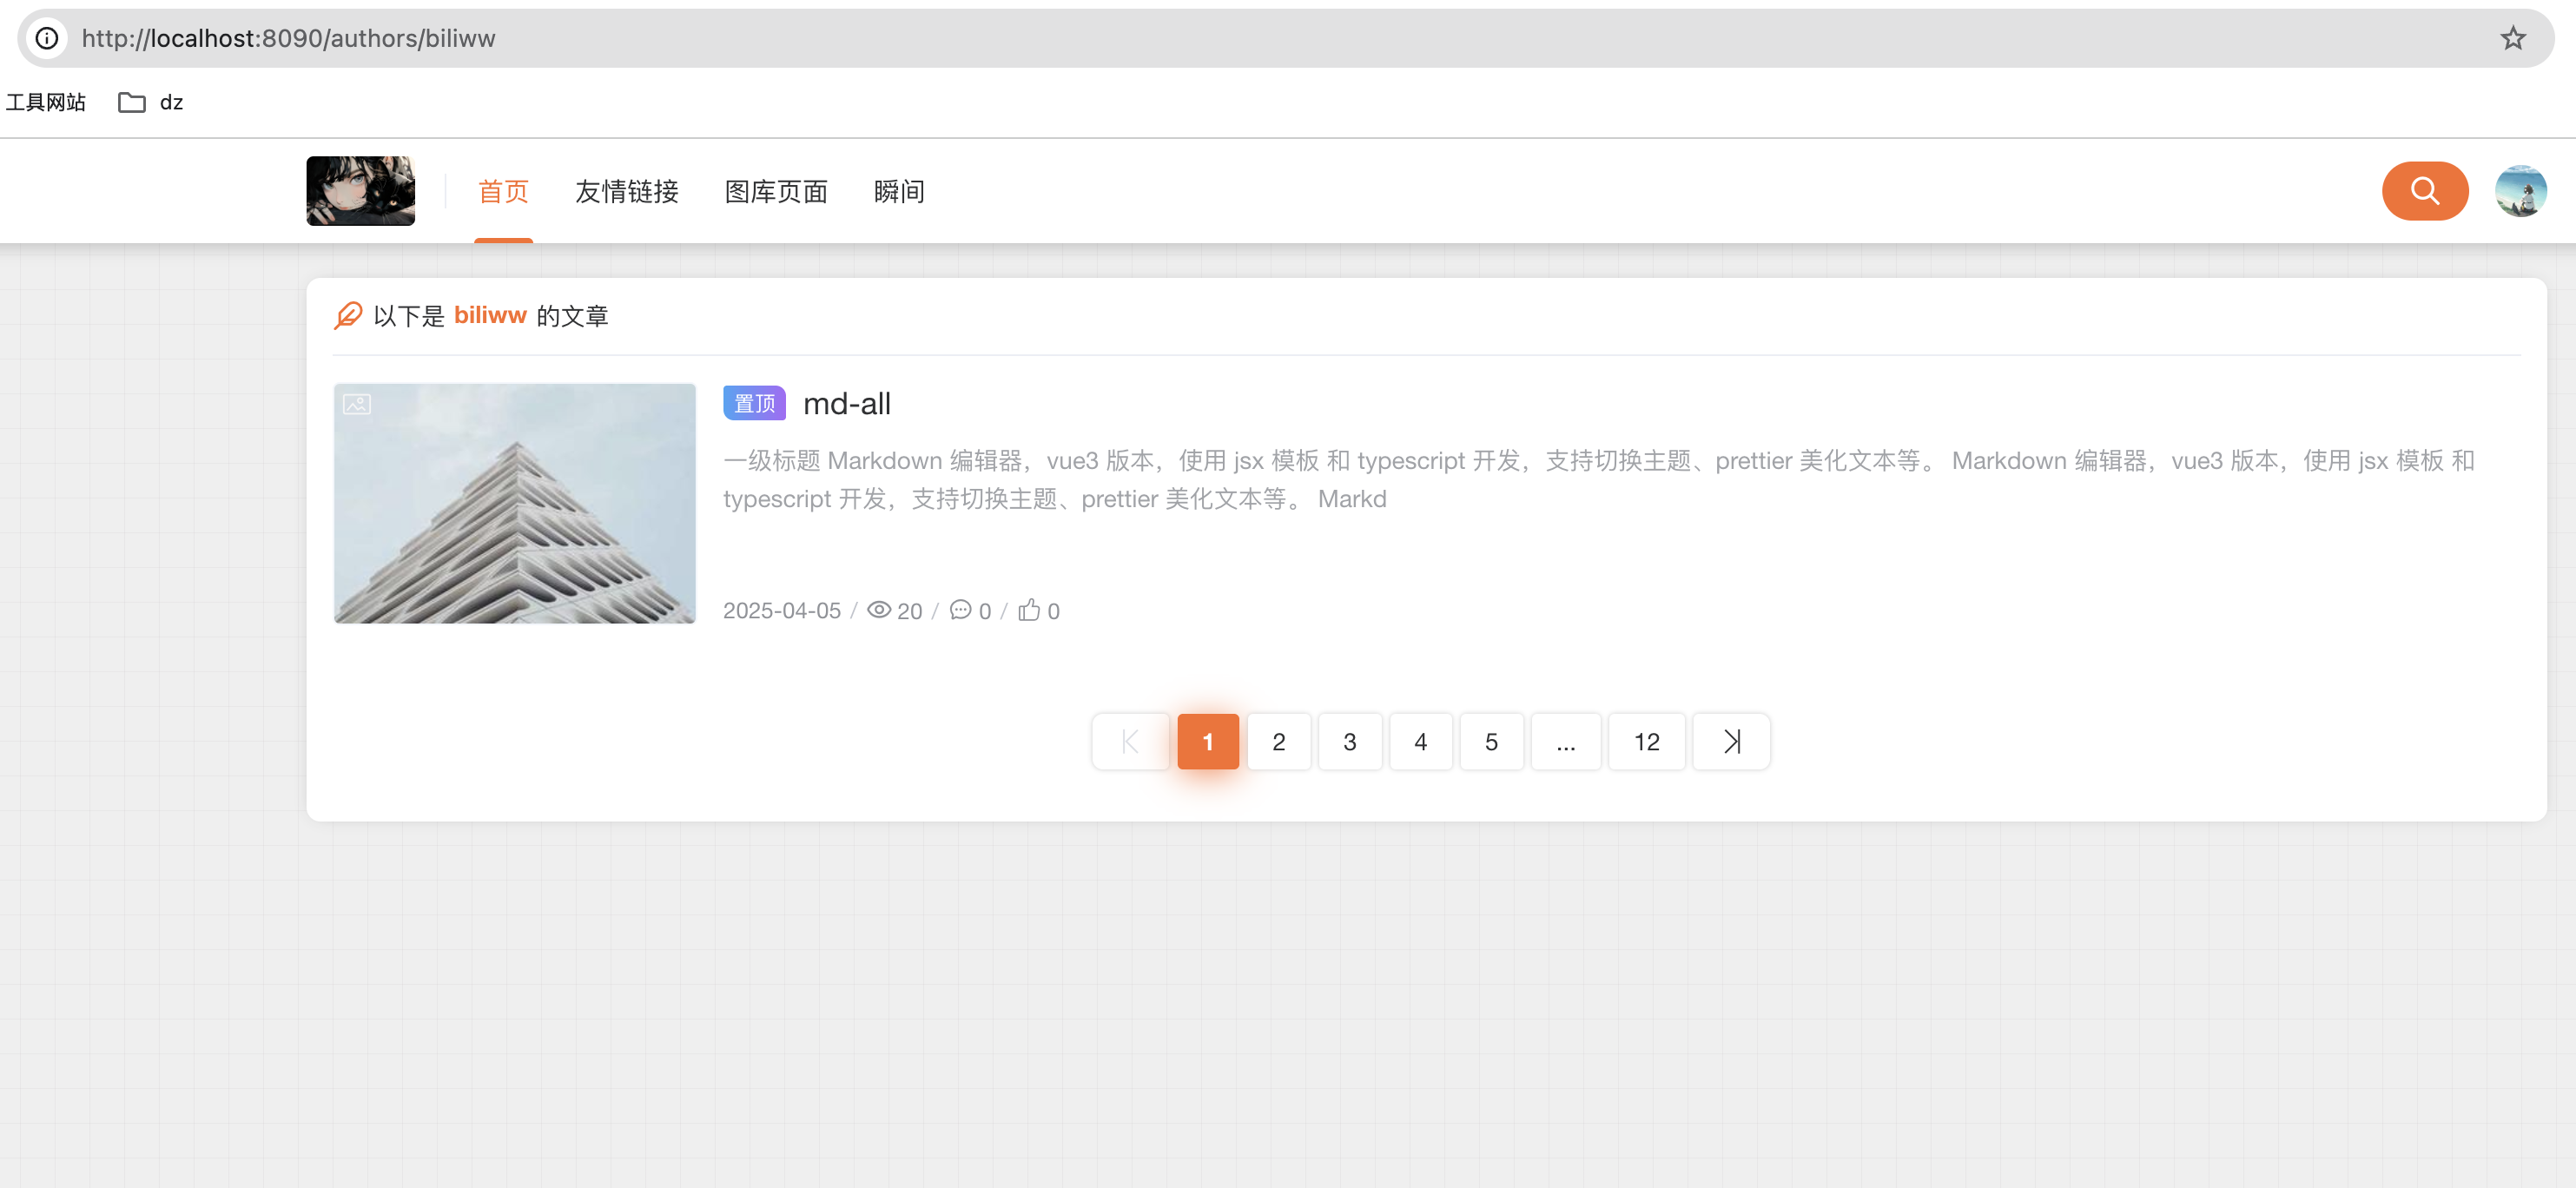 http://localhost:8090/authors/biliww
工具网站 dz
首页 友情链接 图库页面 瞬间
以下是 biliww 的文章
置顶 md-all
一级标题 Markdown 编辑器，vue3 版本，使用 jsx 模板 和 typescript 开发，支持切换主题、prettier 美化文本等。 Markdown 编辑器，vue3 版本，使用 jsx 模板 和
typescript 开发，支持切换主题、prettier 美化文本等。 Markd
2025-04-05 / 20 / 0 / 0
1 2 3 4 5 ... 12